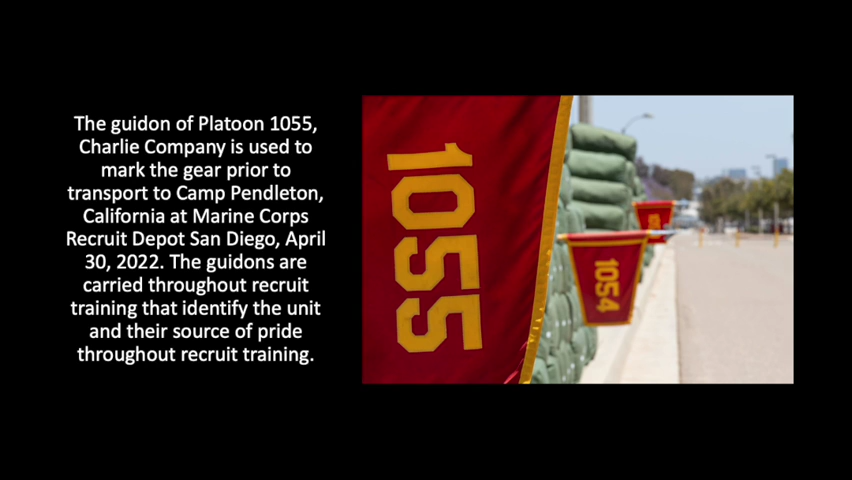 The guidon of Platoon 1055,
Charlie Company is used to
mark the gear prior to
transport to Camp Pendleton,
California at Marine Corps
Recruit Depot San Diego, April
30, 2022. The guidons are
carried throughout recruit
training that identify the unit
and their source of pride
throughout recruit training.
1055
1054